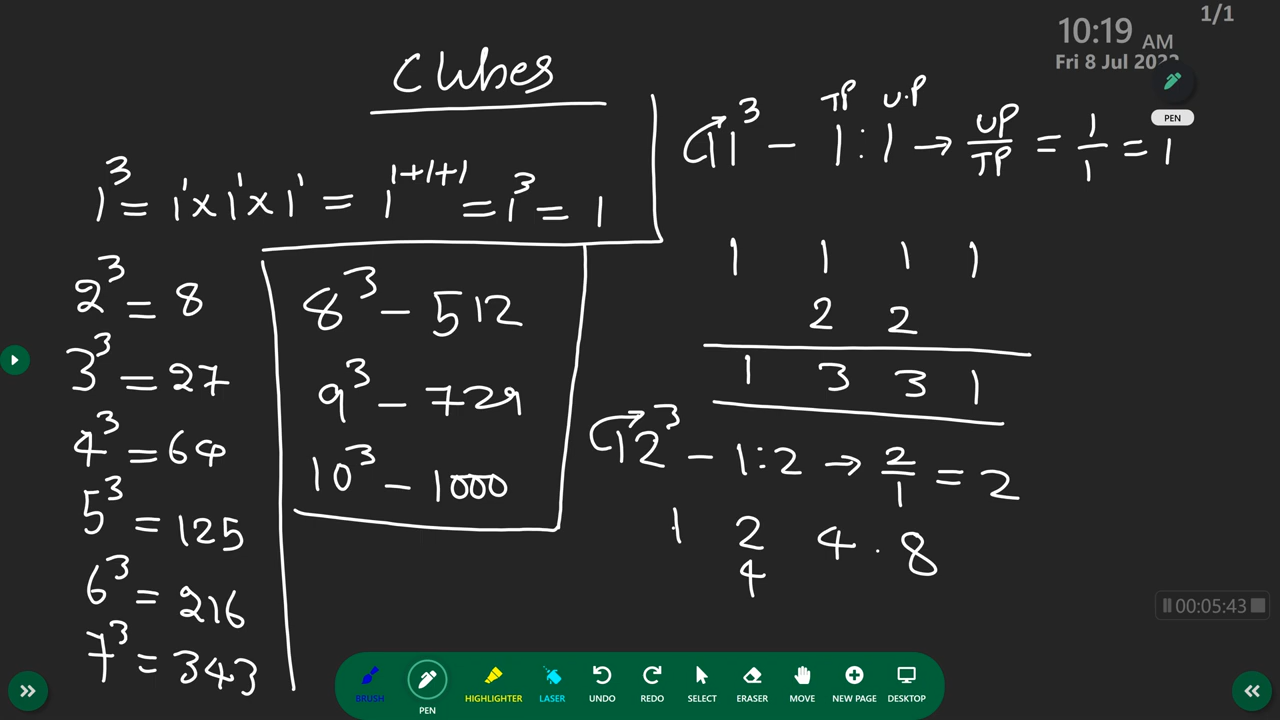 1/1
10:19 AM
Fri 8 Jul 2022
PEN
Cubes
1³ = 1¹×1¹×1¹ = 1¹⁺¹⁺¹ = 1³ = 1
2³ = 8
3³ = 27
4³ = 64
5³ = 125
6³ = 216
7³ = 343
8³ - 512
9³ - 729
10³ - 1000
TP U.P
11³ - 1:1 → UP/TP = 1/1 = 1
1 1 1 1
2 2
1 3 3 1
12³ - 1:2 → 2/1 = 2
1 2 4 . 8
4
00:05:43
BRUSH PEN HIGHLIGHTER LASER UNDO REDO SELECT ERASER MOVE NEW PAGE DESKTOP